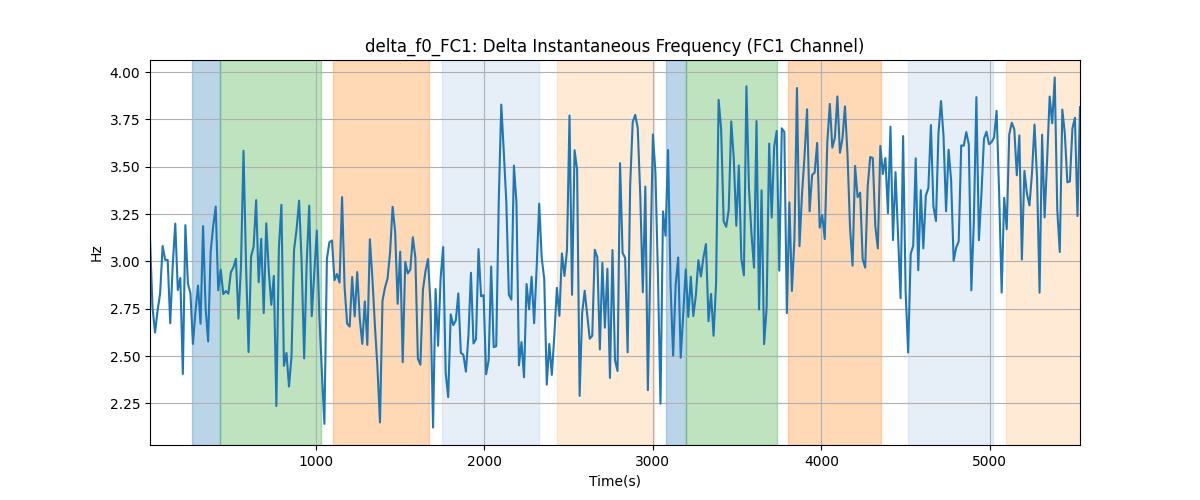 delta_f0_FC1: Delta Instantaneous Frequency (FC1 Channel)
4.00
3.75
3.50
3.25
3.00
2.75
2.50
2.25
Hz
1000 2000 3000 4000 5000
Time(s)